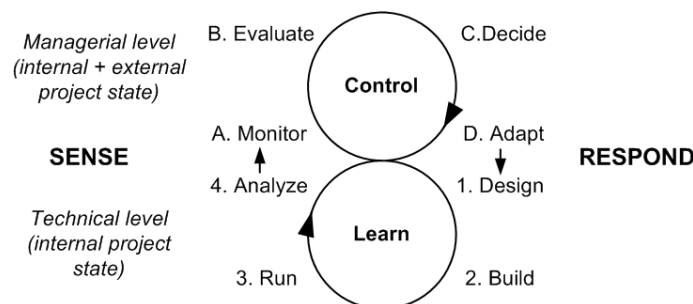 Managerial level
(internal + external
project state)
B. Evaluate
C.Decide
Control
A. Monitor
D. Adapt
SENSE
RESPOND
4. Analyze
1. Design
Technical level
(internal project
state)
Learn
3. Run
2. Build